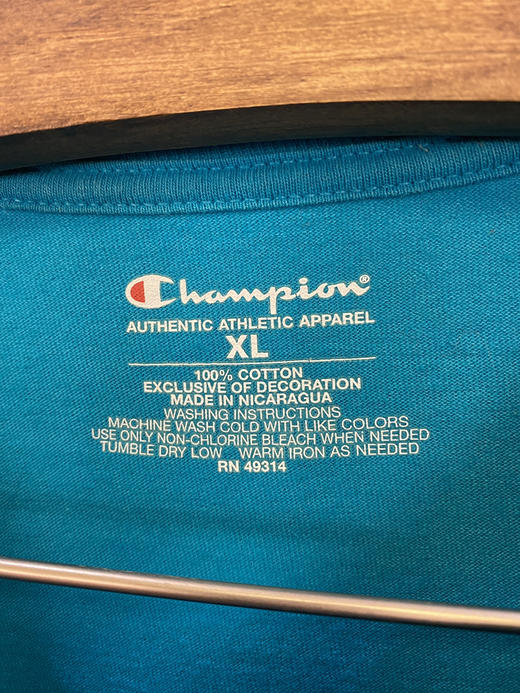 Champion®
AUTHENTIC ATHLETIC APPAREL
XL
100% COTTON
EXCLUSIVE OF DECORATION
MADE IN NICARAGUA
WASHING INSTRUCTIONS
MACHINE WASH COLD WITH LIKE COLORS
USE ONLY NON-CHLORINE BLEACH WHEN NEEDED
TUMBLE DRY LOW WARM IRON AS NEEDED
RN 49314